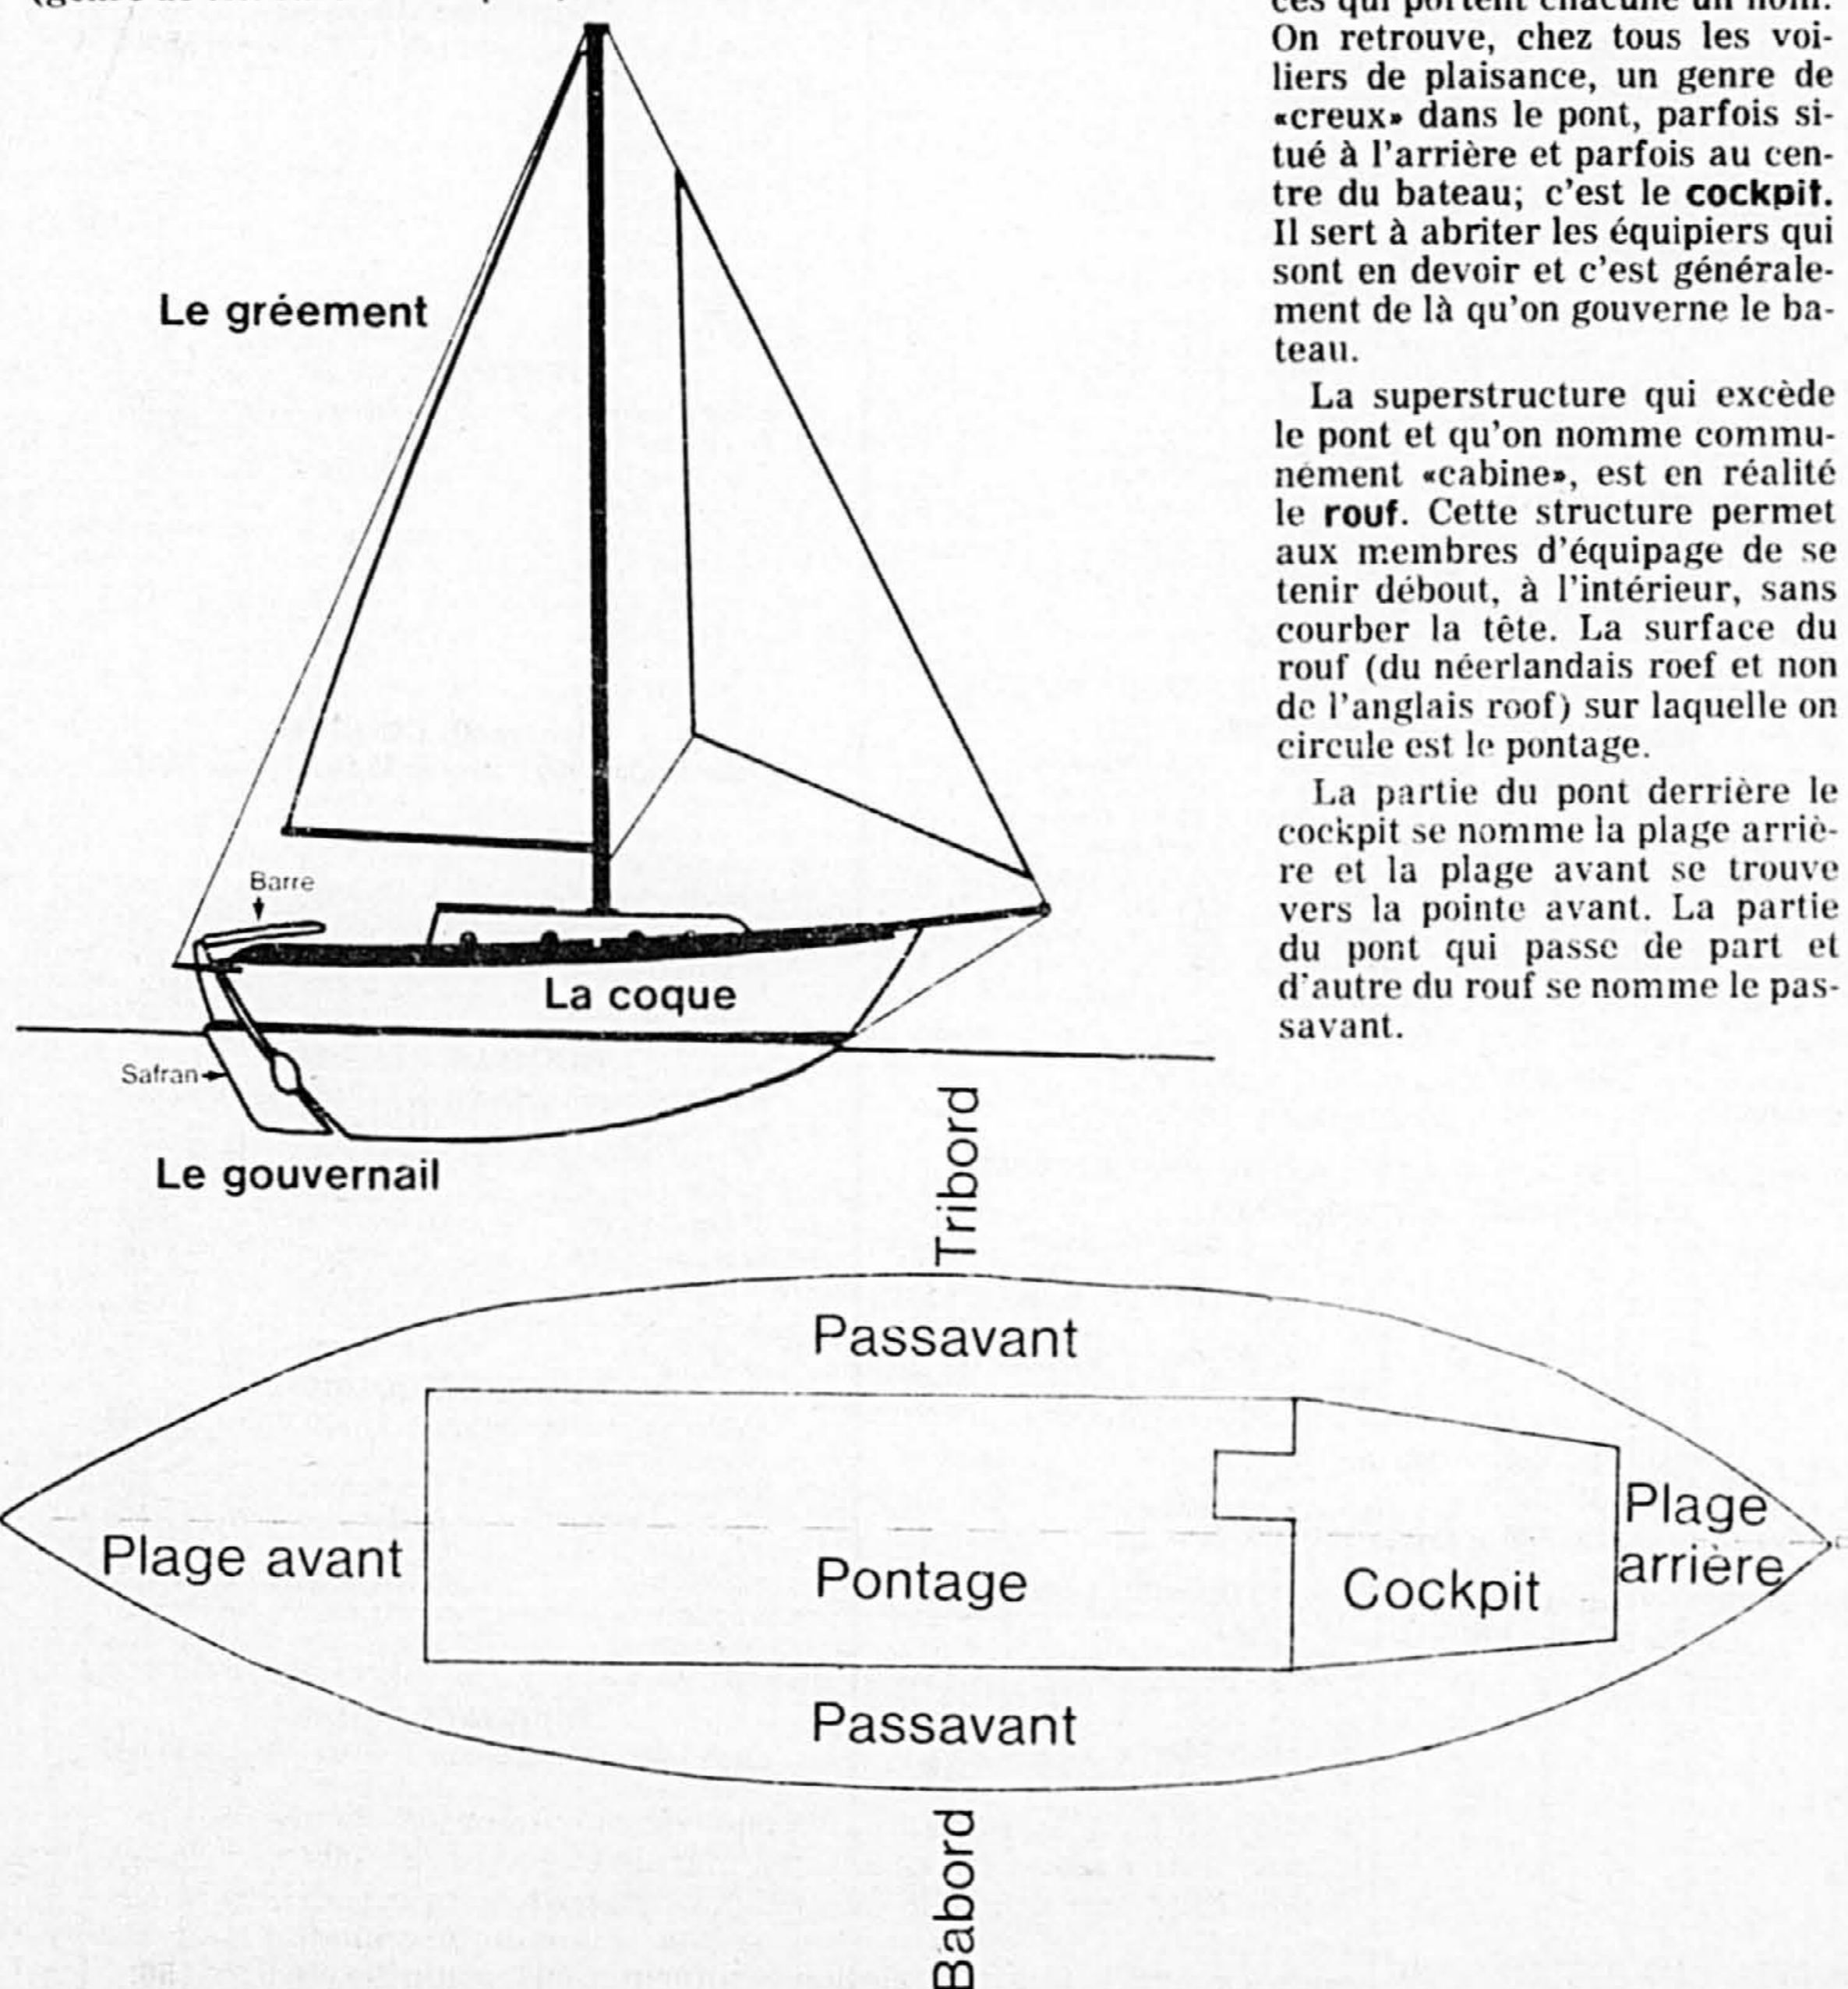 ces qui portent chacune un nom.
On retrouve, chez tous les voi-
liers de plaisance, un genre de
«creux» dans le pont, parfois si-
tué à l'arrière et parfois au cen-
tre du bateau; c'est le cockpit.
Il sert à abriter les équipiers qui
sont en devoir et c'est générale-
ment de là qu'on gouverne le ba-
teau.
La superstructure qui excède
le pont et qu'on nomme commu-
nément «cabine», est en réalité
le rouf. Cette structure permet
aux membres d'équipage de se
tenir débout, à l'intérieur, sans
courber la tête. La surface du
rouf (du néerlandais roef et non
de l'anglais roof) sur laquelle on
circule est le pontage.
La partie du pont derrière le
cockpit se nomme la plage arriè-
re et la plage avant se trouve
vers la pointe avant. La partie
du pont qui passe de part et
d'autre du rouf se nomme le pas-
savant.
Le gréement
Barre
La coque
Safran
Le gouvernail
Tribord
Passavant
Plage avant
Pontage
Cockpit
Plage
arrière
Passavant
Babord